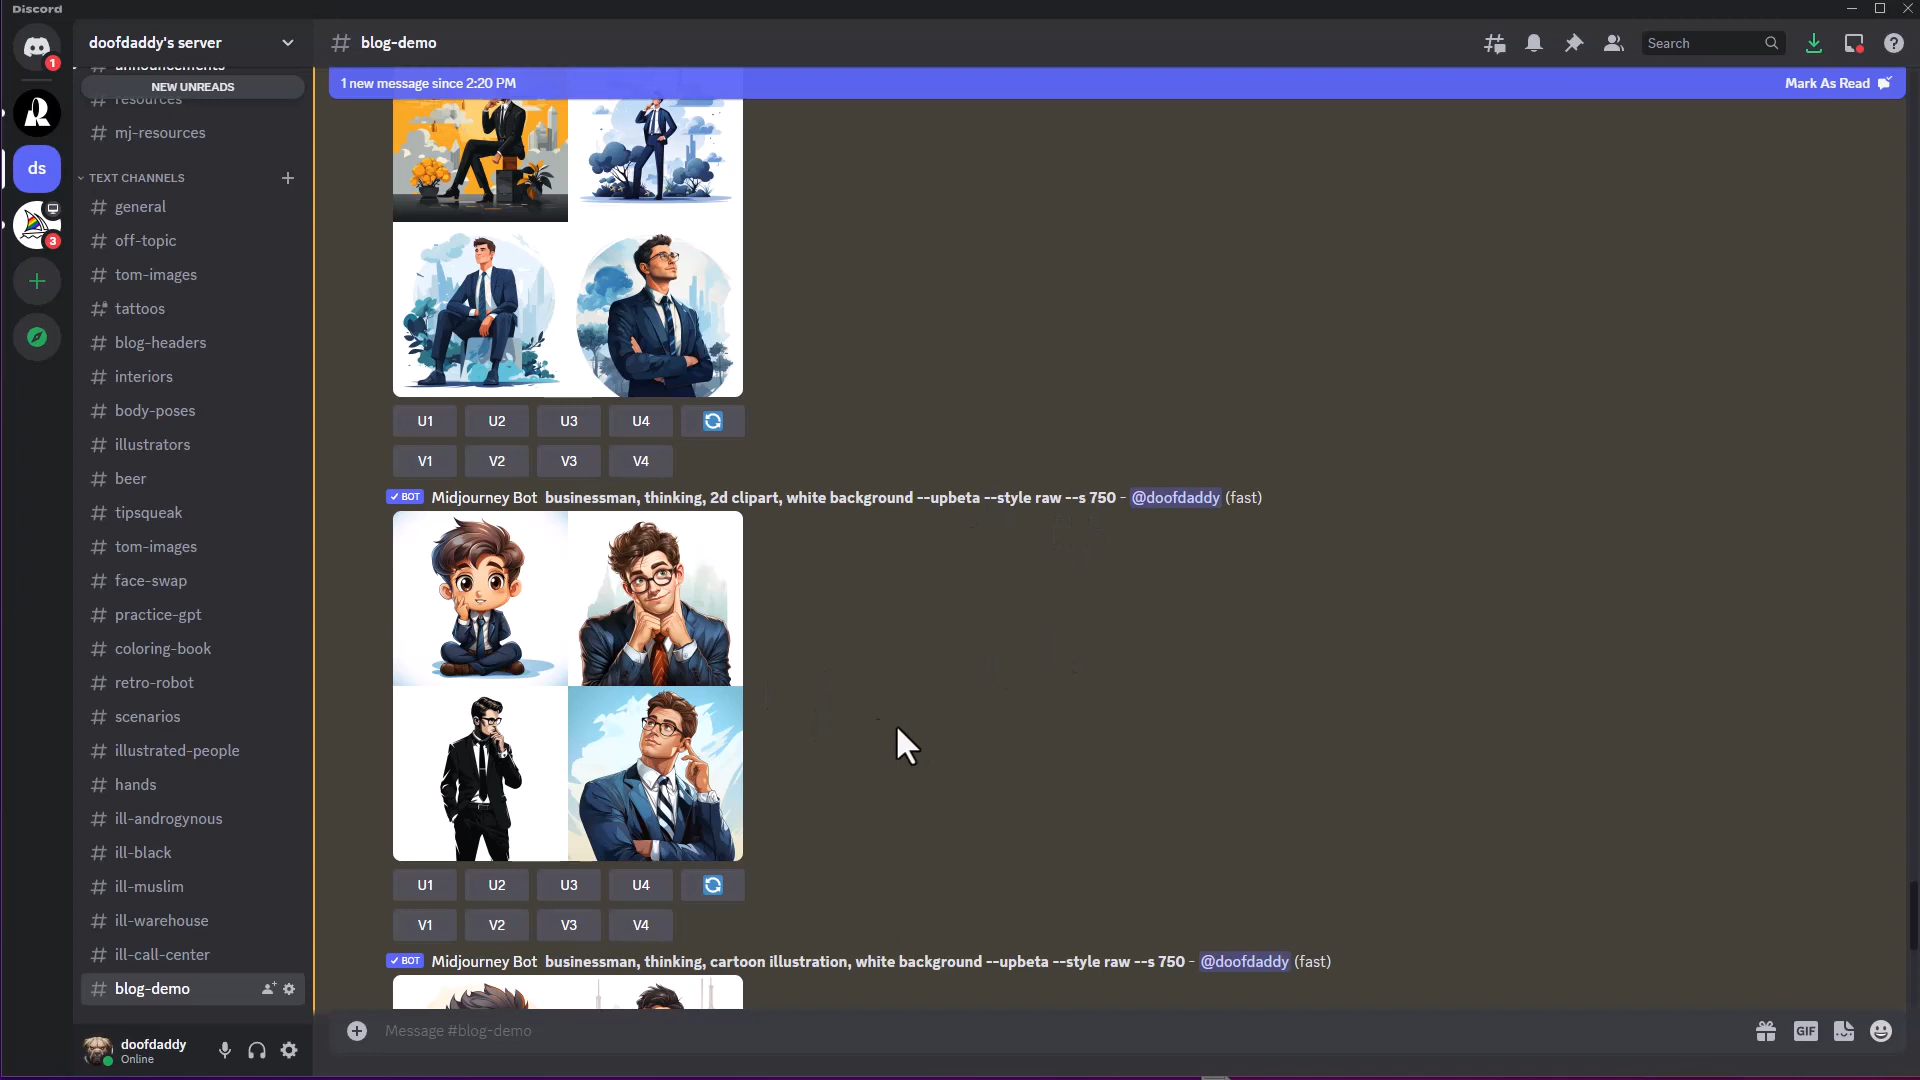 Discord
doofdaddy's server
blog-demo
Search
1
announcements
NEW UNREADS
resources
mj-resources
1 new message since 2:20 PM
Mark As Read
ds
3
TEXT CHANNELS
general
off-topic
tom-images
tattoos
blog-headers
interiors
body-poses
illustrators
beer
tipsqueak
tom-images
face-swap
practice-gpt
coloring-book
retro-robot
scenarios
illustrated-people
hands
ill-androgynous
ill-black
ill-muslim
ill-warehouse
ill-call-center
blog-demo
doofdaddy
Online
U1 U2 U3 U4
V1 V2 V3 V4
BOT Midjourney Bot businessman, thinking, 2d clipart, white background --upbeta --style raw --s 750 - @doofdaddy (fast)
U1 U2 U3 U4
V1 V2 V3 V4
BOT Midjourney Bot businessman, thinking, cartoon illustration, white background --upbeta --style raw --s 750 - @doofdaddy (fast)
Message #blog-demo
GIF